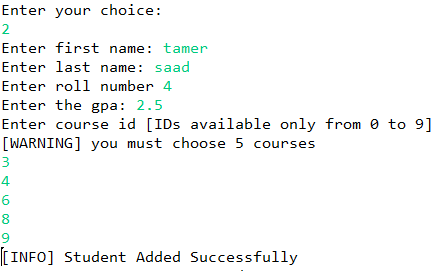 Enter your choice:
2
Enter first name: tamer
Enter last name: saad
Enter roll number 4
Enter the gpa: 2.5
Enter course id [IDs available only from 0 to 9]
[WARNING] you must choose 5 courses
3
4
6
8
9
[INFO] Student Added Successfully